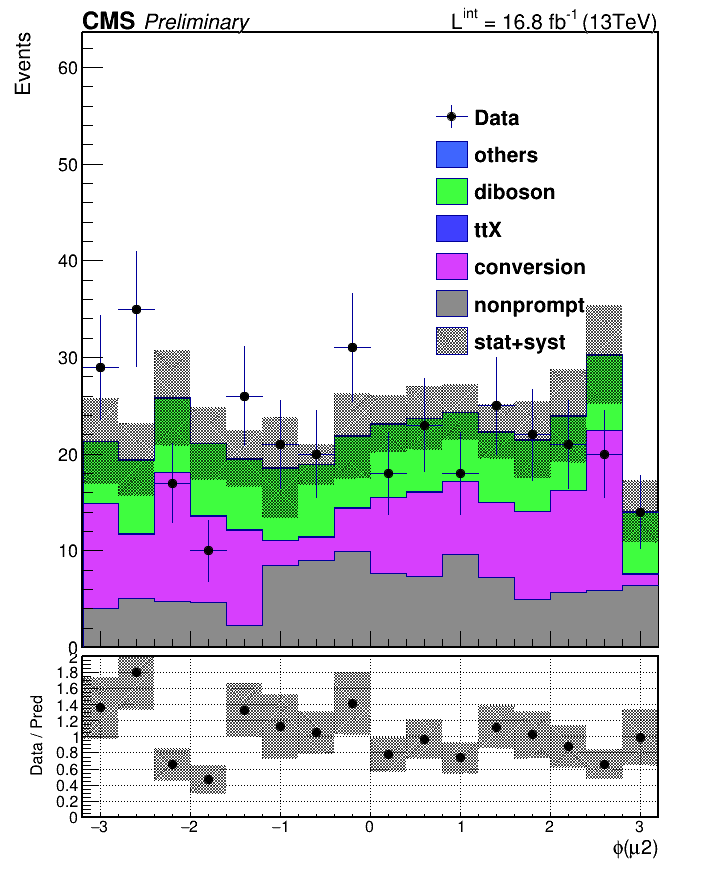 CMS Preliminary L^int = 16.8 fb^-1 (13TeV)
Events
60
50
40
30
20
10
0
Data
others
diboson
ttX
conversion
nonprompt
stat+syst
Data / Pred
2
1.8
1.6
1.4
1.2
1
0.8
0.6
0.4
0.2
0
−3 −2 −1 0 1 2 3
ϕ(μ2)